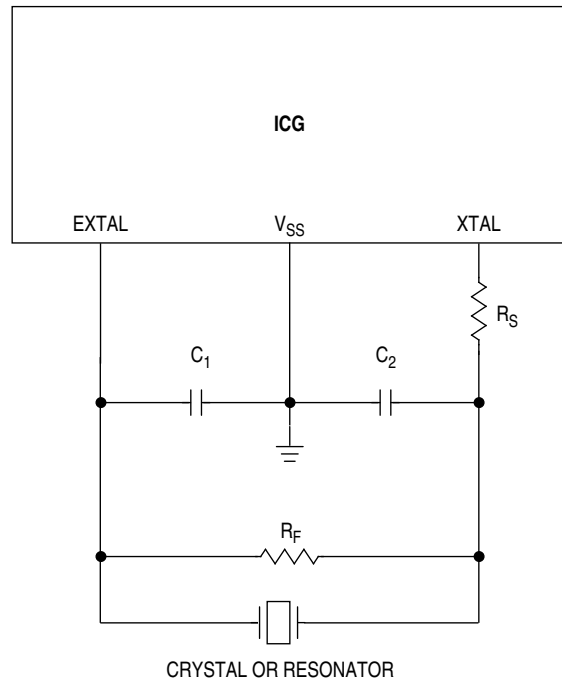 ICG
EXTAL VSS XTAL
RS
C1 C2
RF
CRYSTAL OR RESONATOR